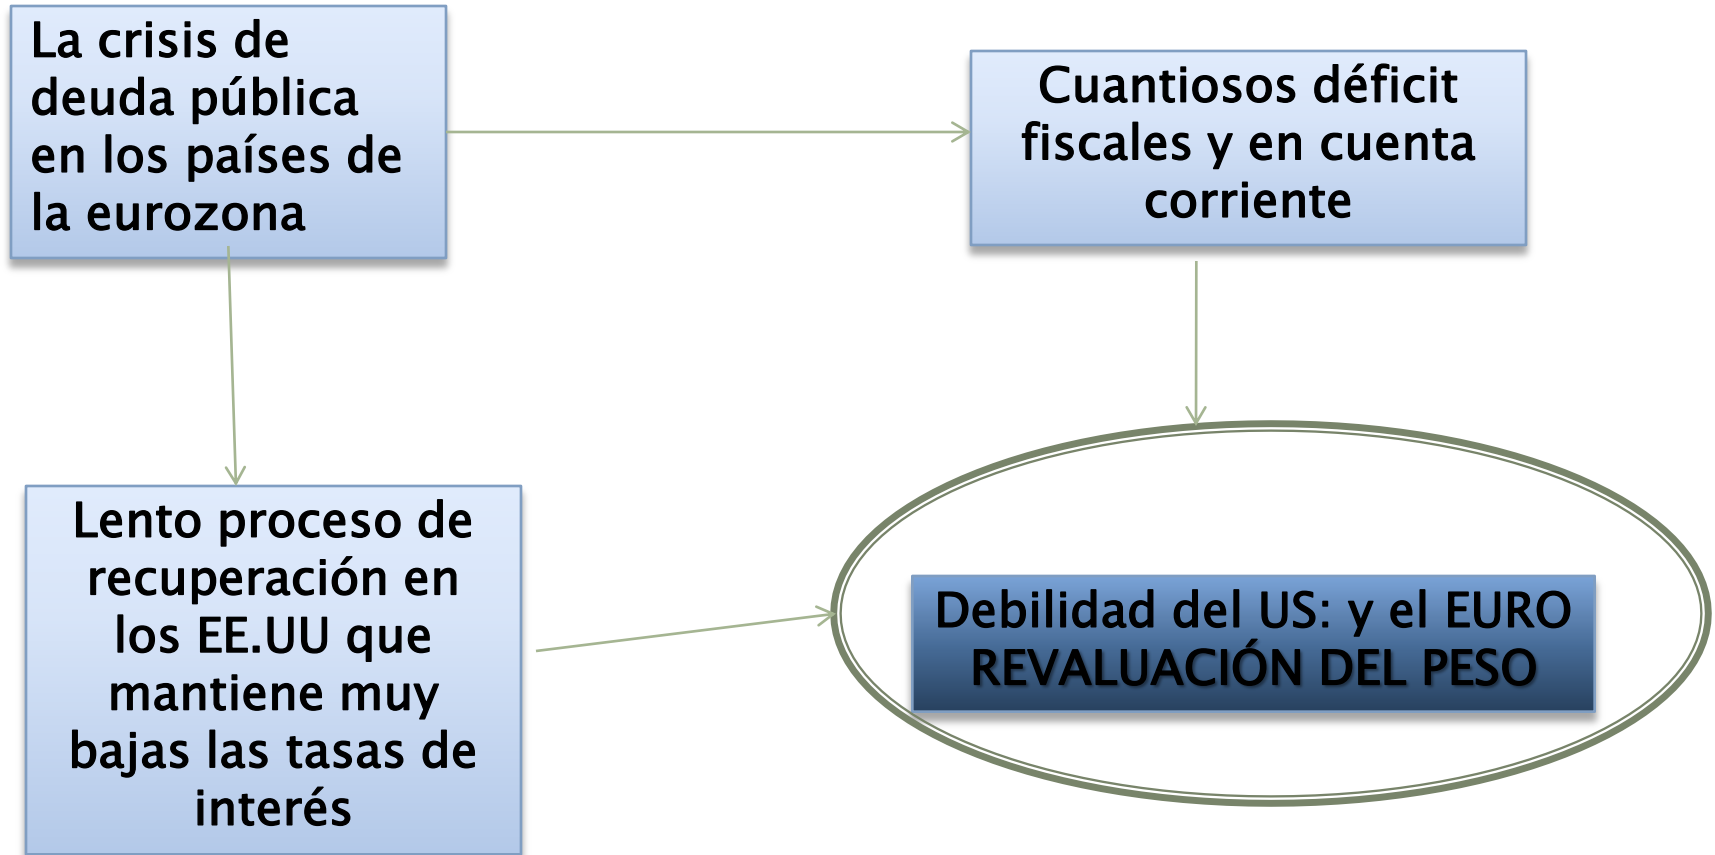 La crisis de
deuda pública
en los países de
la eurozona
Cuantiosos déficit
fiscales y en cuenta
corriente
Lento proceso de
recuperación en
los EE.UU que
mantiene muy
bajas las tasas de
interés
Debilidad del US: y el EURO
REVALUACIÓN DEL PESO